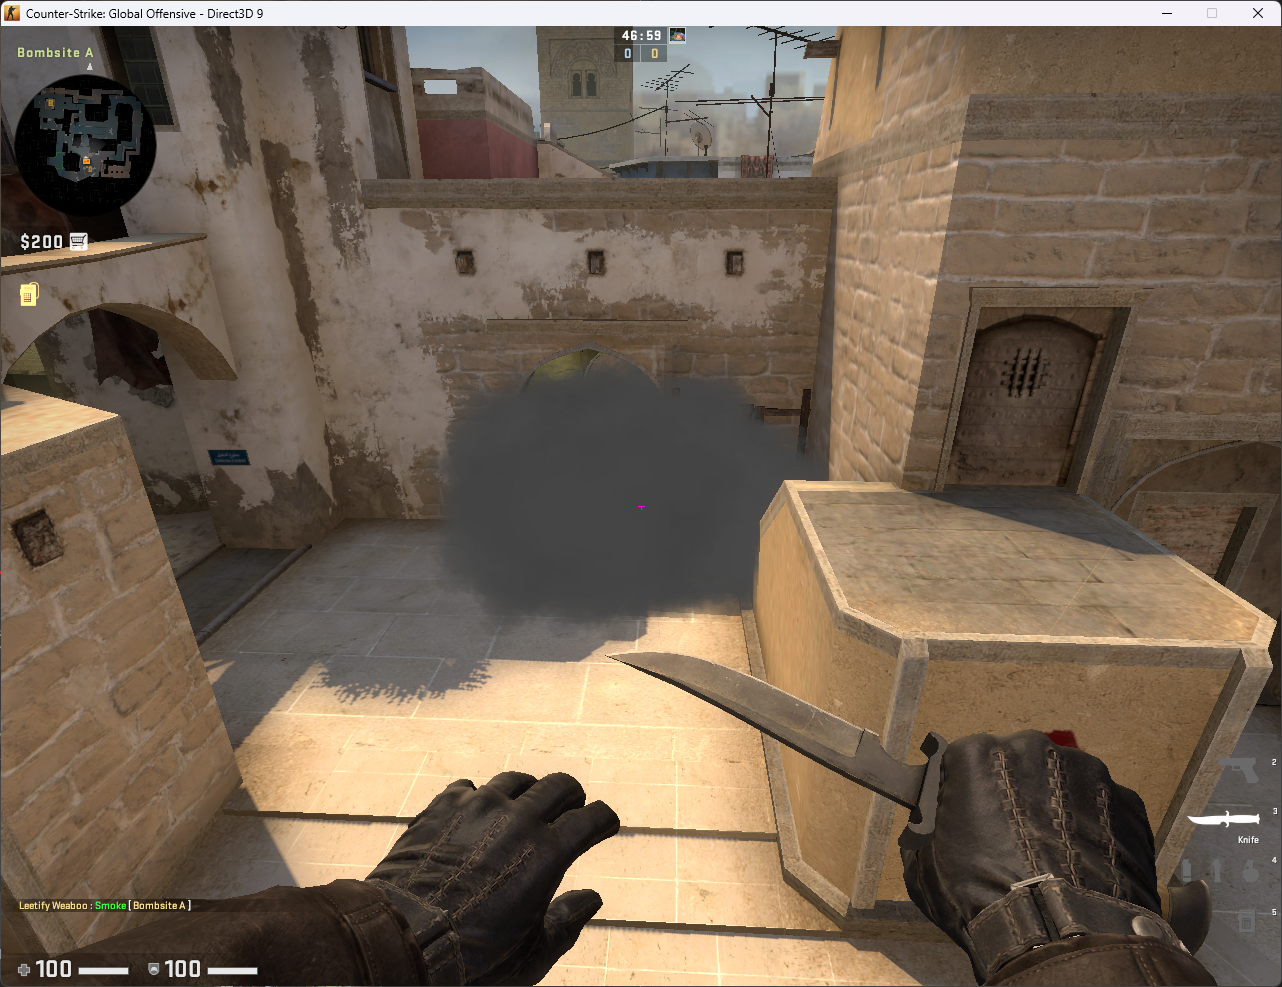 Counter-Strike: Global Offensive - Direct3D 9
46:59
0 0
Bombsite A
$200
2
3
Knife
4
5
Leetify Weaboo : Smoke [ Bombsite A ]
100 100